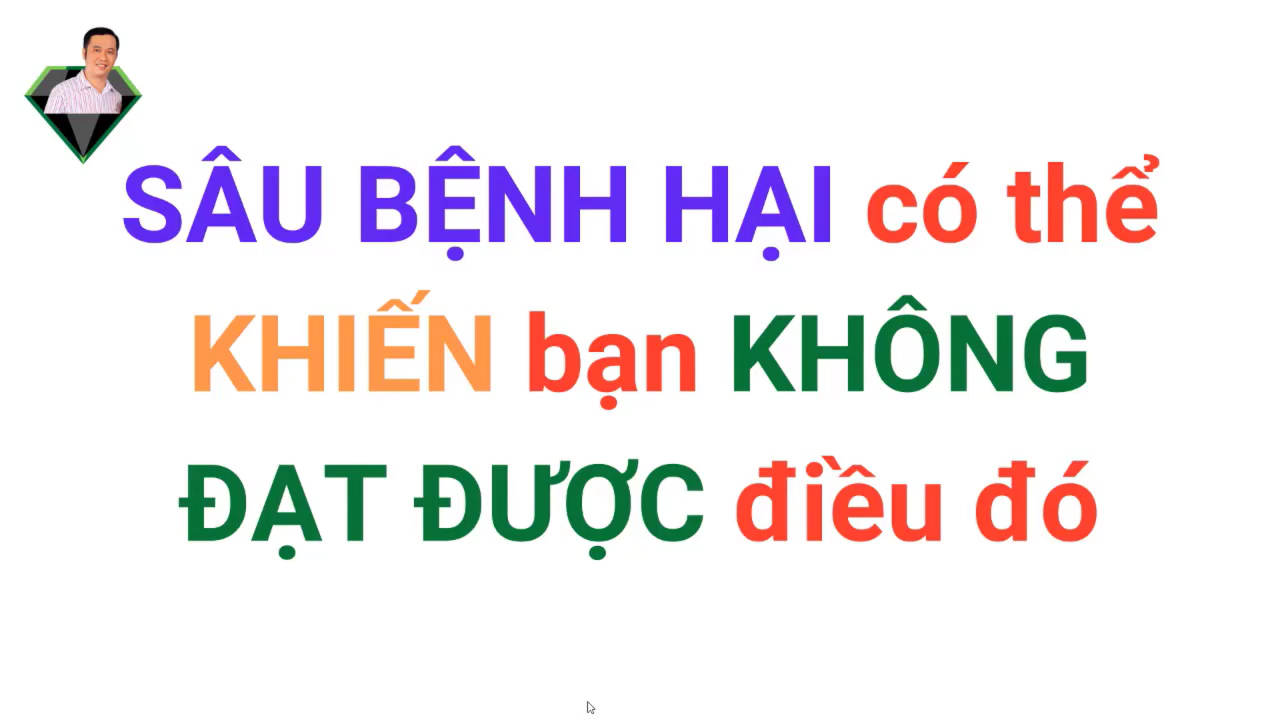 SÂU BỆNH HẠI có thể
KHIẾN bạn KHÔNG
ĐẠT ĐƯỢC điều đó